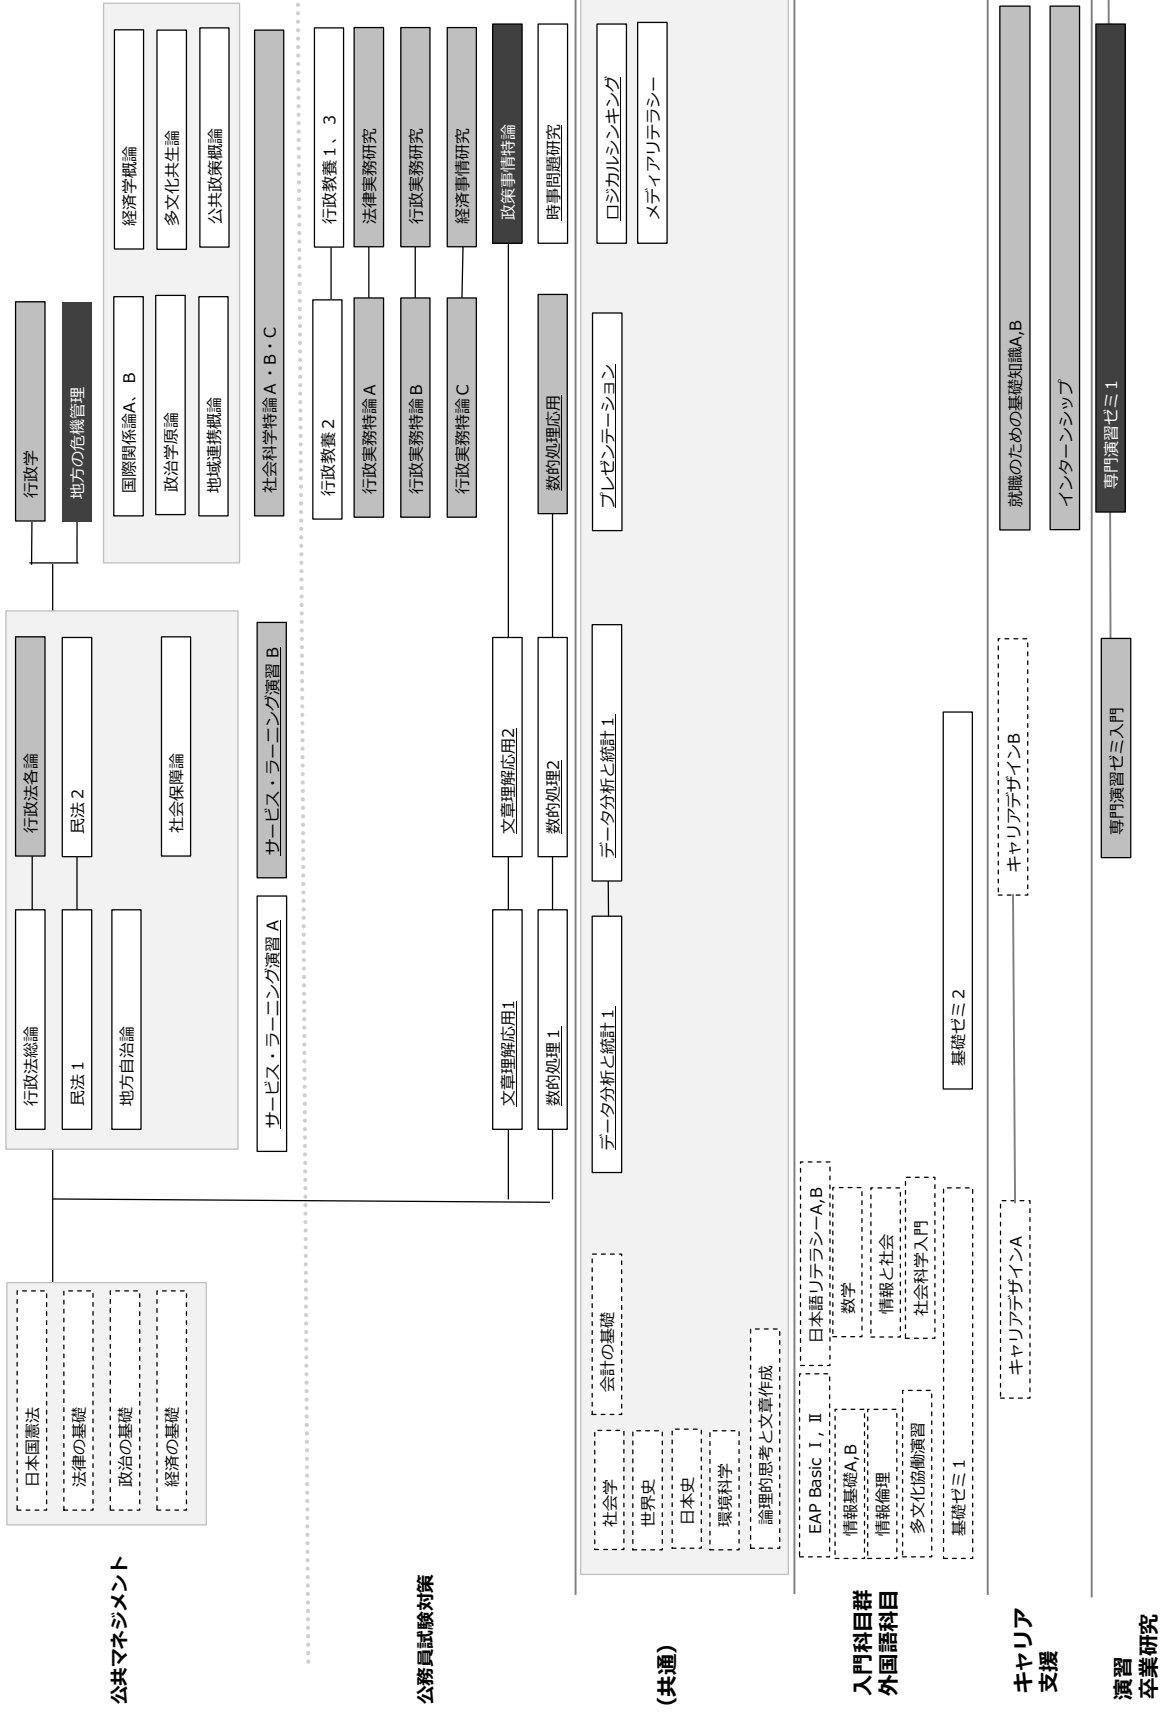 公共マネジメント
日本国憲法
法律の基礎
政治の基礎
経済の基礎
行政法総論
民法１
地方自治論
サービス・ラーニング演習 A
行政法各論
民法２
社会保障論
サービス・ラーニング演習 B
行政学
地方の危機管理
国際関係論A、B
政治学原論
地域連携概論
経済学概論
多文化共生論
公共政策概論
社会科学特論 A・B・C
公務員試験対策
文章理解応用1
数的処理１
文章理解応用2
数的処理2
行政教養２
行政実務特論Ａ
行政実務特論Ｂ
行政実務特論Ｃ
数的処理応用
行政教養１、３
法律実務研究
行政実務研究
経済事情研究
政策事情特論
時事問題研究
（共通）
社会学
世界史
日本史
環境科学
論理的思考と文章作成
会計の基礎
データ分析と統計1
データ分析と統計1
プレゼンテーション
ロジカルシンキング
メディアリテラシー
入門科目群
外国語科目
EAP Basic Ⅰ, Ⅱ
情報基礎A,B
情報倫理
多文化協働演習
基礎ゼミ1
日本語リテラシーA,B
数学
情報と社会
社会科学入門
基礎ゼミ２
キャリア
支援
キャリアデザインA
キャリアデザインB
就職のための基礎知識A,B
インターンシップ
演習
卒業研究
専門演習ゼミ入門
専門演習ゼミ１